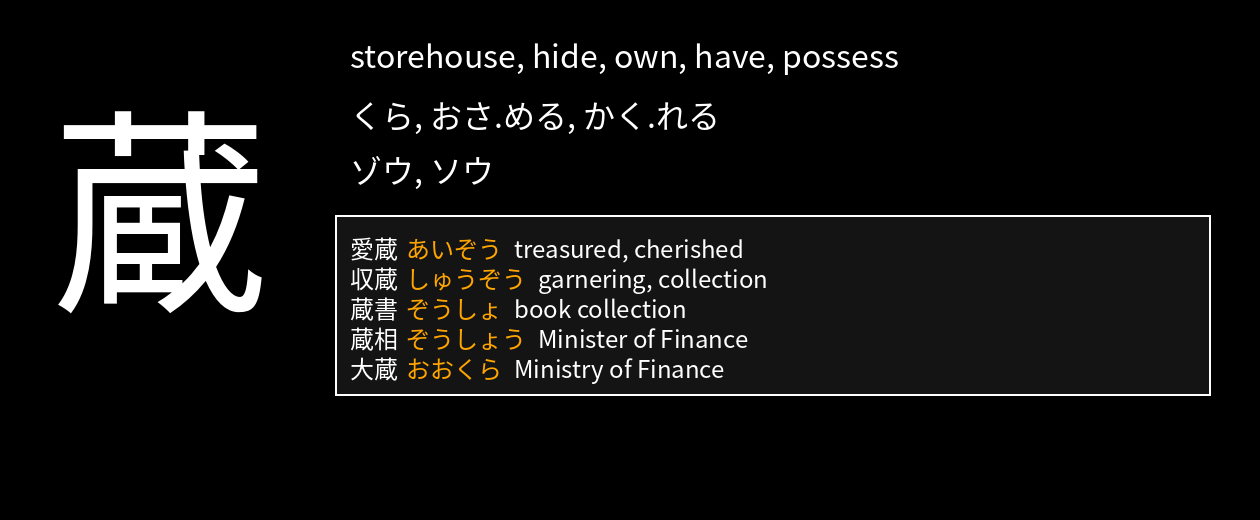 蔵
storehouse, hide, own, have, possess
くら, おさ.める, かく.れる
ゾウ, ソウ
愛蔵 あいぞう treasured, cherished
収蔵 しゅうぞう garnering, collection
蔵書 ぞうしょ book collection
蔵相 ぞうしょう Minister of Finance
大蔵 おおくら Ministry of Finance